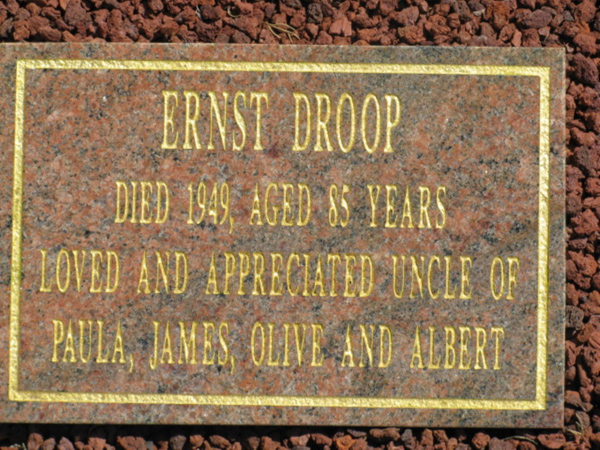 ERNST DROOP
DIED 1949, AGED 85 YEARS
LOVED AND APPRECIATED UNCLE OF
PAULA, JAMES, OLIVE AND ALBERT